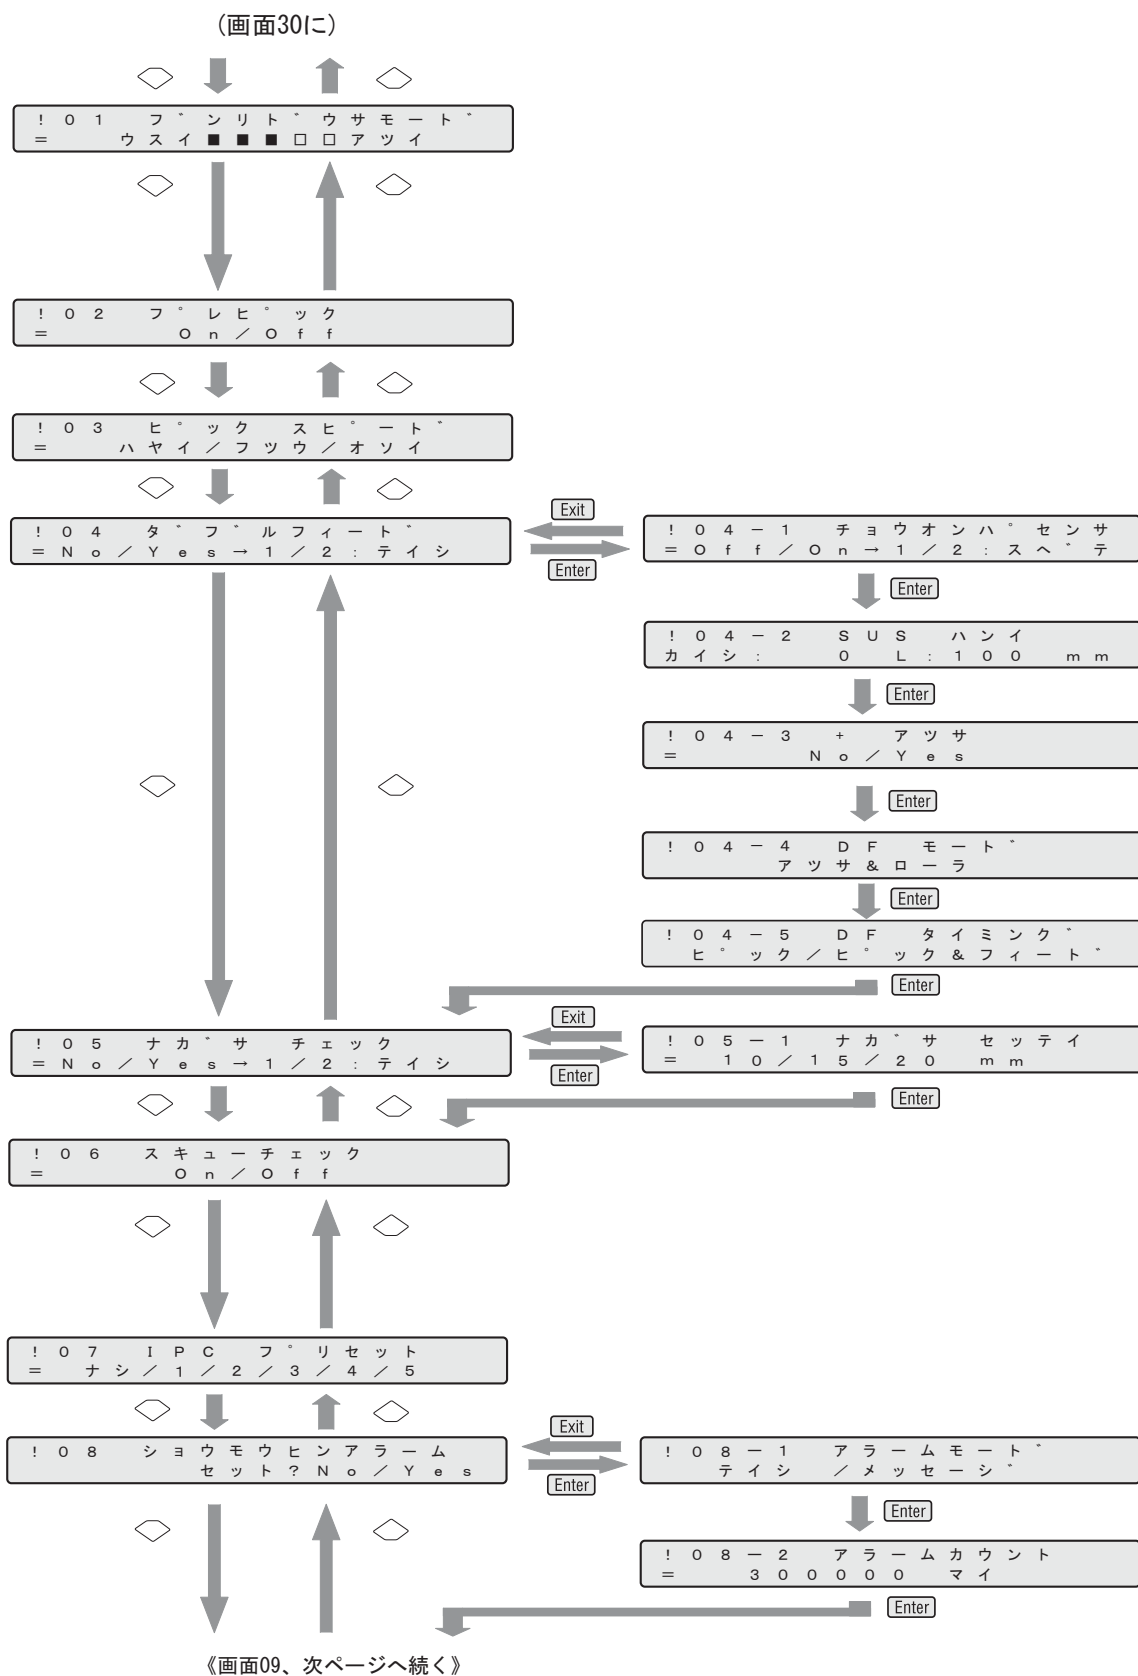 (画面30に)
!01 フ゛ンリト゛ウサモート゛
= ウスイ■■■□□アツイ
!02 フ゜レヒ゜ック
= On/Off
!03 ヒ゜ック スヒ゜ート゛
= ハヤイ/フツウ/オソイ
!04 タ゛フ゛ルフィート゛
=No/Yes→1/2:テイシ
Exit
Enter
!04-1 チョウオンハ゜センサ
=Off/On→1/2:スヘ゛テ
Enter
!04-2 SUS ハンイ
カイシ: 0 L:100 mm
Enter
!04-3 + アツサ
= No/Yes
Enter
!04-4 DF モート゛
アツサ&ローラ
Enter
!04-5 DF タイミンク゛
ヒ゜ック/ヒ゜ック&フィート゛
Enter
!05 ナカ゛サ チェック
=No/Yes→1/2:テイシ
Exit
Enter
!05-1 ナカ゛サ セッテイ
= 10/15/20 mm
Enter
!06 スキューチェック
= On/Off
!07 IPC フ゜リセット
= ナシ/1/2/3/4/5
!08 ショウモウヒンアラーム
セット?No/Yes
Exit
Enter
!08-1 アラームモート゛
テイシ /メッセーシ゛
Enter
!08-2 アラームカウント
= 300000 マイ
Enter
《画面09、次ページへ続く》